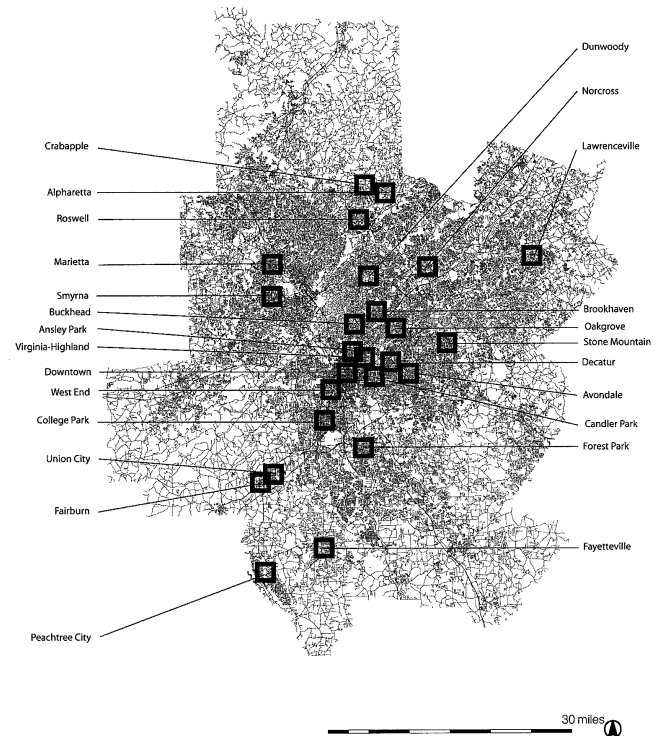 Dunwoody
Norcross
Crabapple
Lawrenceville
Alpharetta
Roswell
Marietta
Smyrna
Buckhead
Brookhaven
Ansley Park
Oakgrove
Virginia-Highland
Stone Mountain
Downtown
Decatur
West End
Avondale
College Park
Candler Park
Forest Park
Union City
Fairburn
Fayetteville
Peachtree City
30 miles